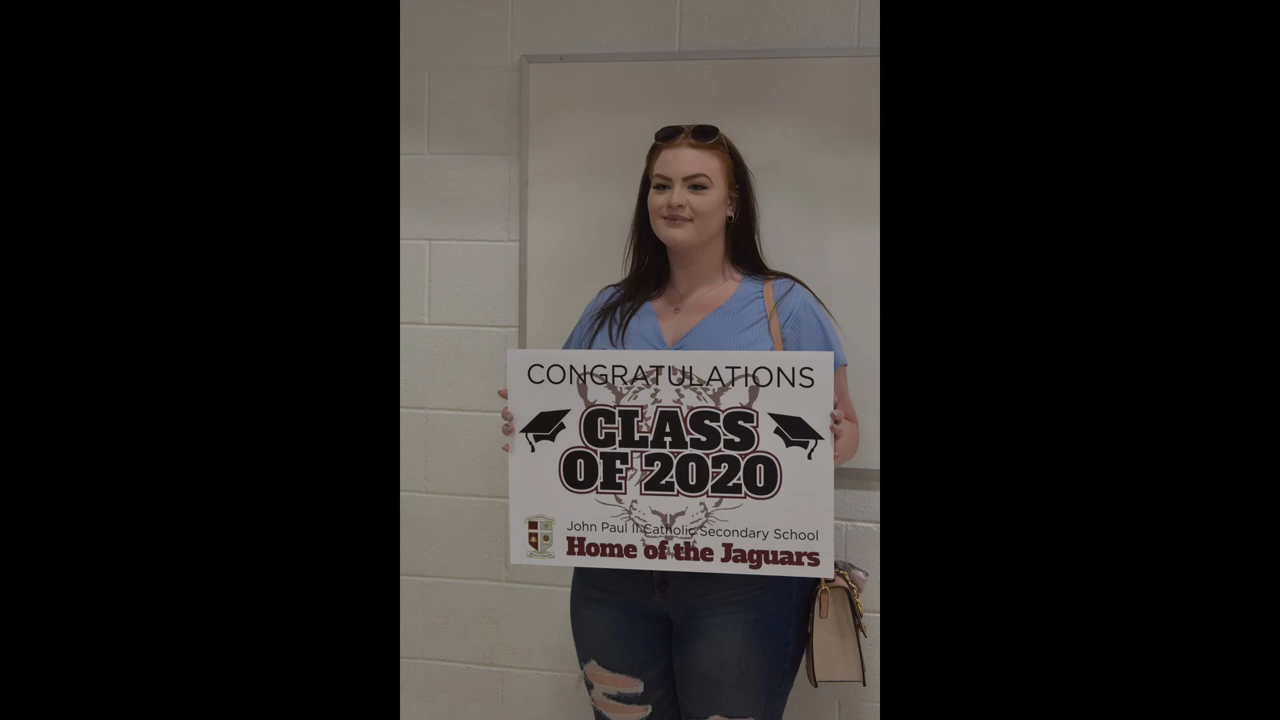 CONGRATULATIONS
CLASS
OF 2020
John Paul II Catholic Secondary School
Home of the Jaguars